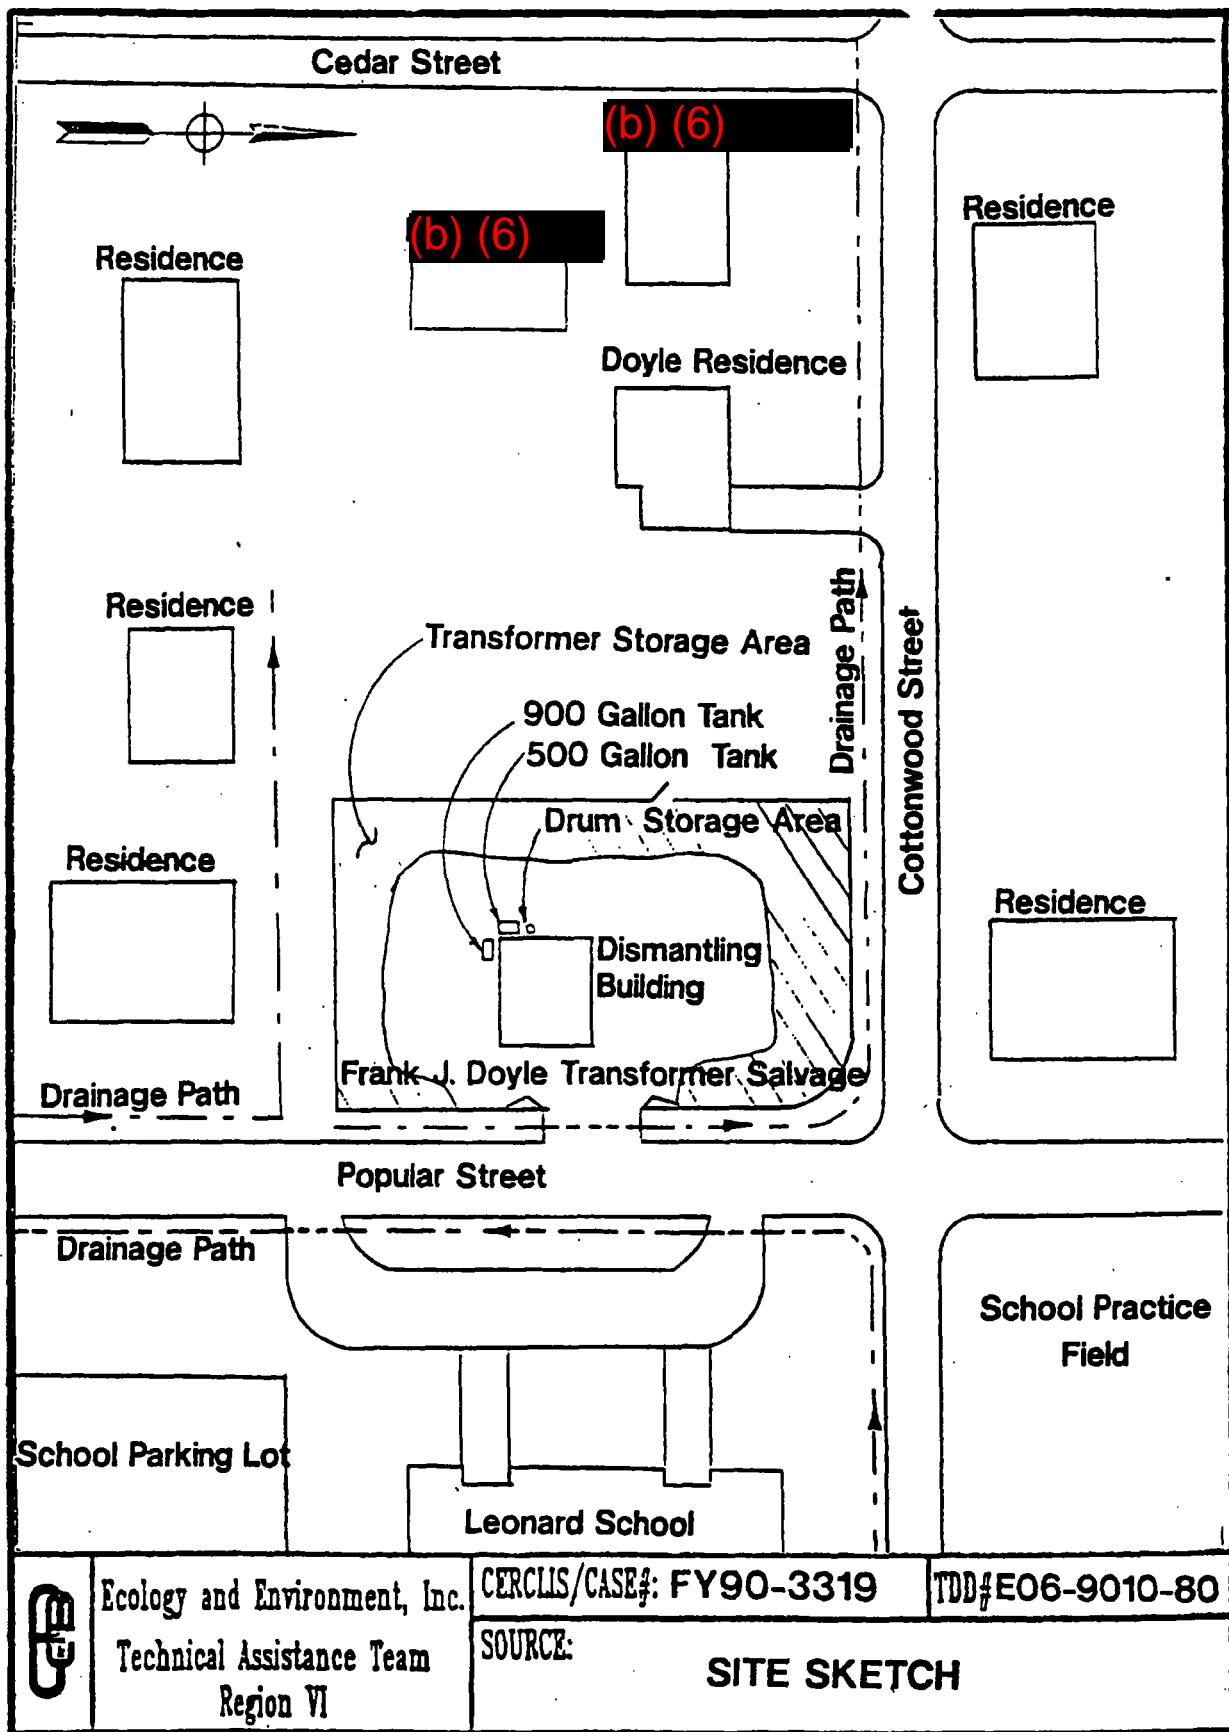 Cedar Street
(b) (6)
(b) (6)
Residence
Residence
Doyle Residence
Residence
Transformer Storage Area
Drainage Path
Cottonwood Street
900 Gallon Tank
500 Gallon Tank
Drum Storage Area
Residence
Residence
Dismantling
Building
Frank J. Doyle Transformer Salvage
Drainage Path
Popular Street
Drainage Path
School Practice
Field
School Parking Lot
Leonard School
Ecology and Environment, Inc.
Technical Assistance Team
Region VI
CERCLIS/CASE#: FY90-3319
TDD#E06-9010-80
SOURCE:
SITE SKETCH